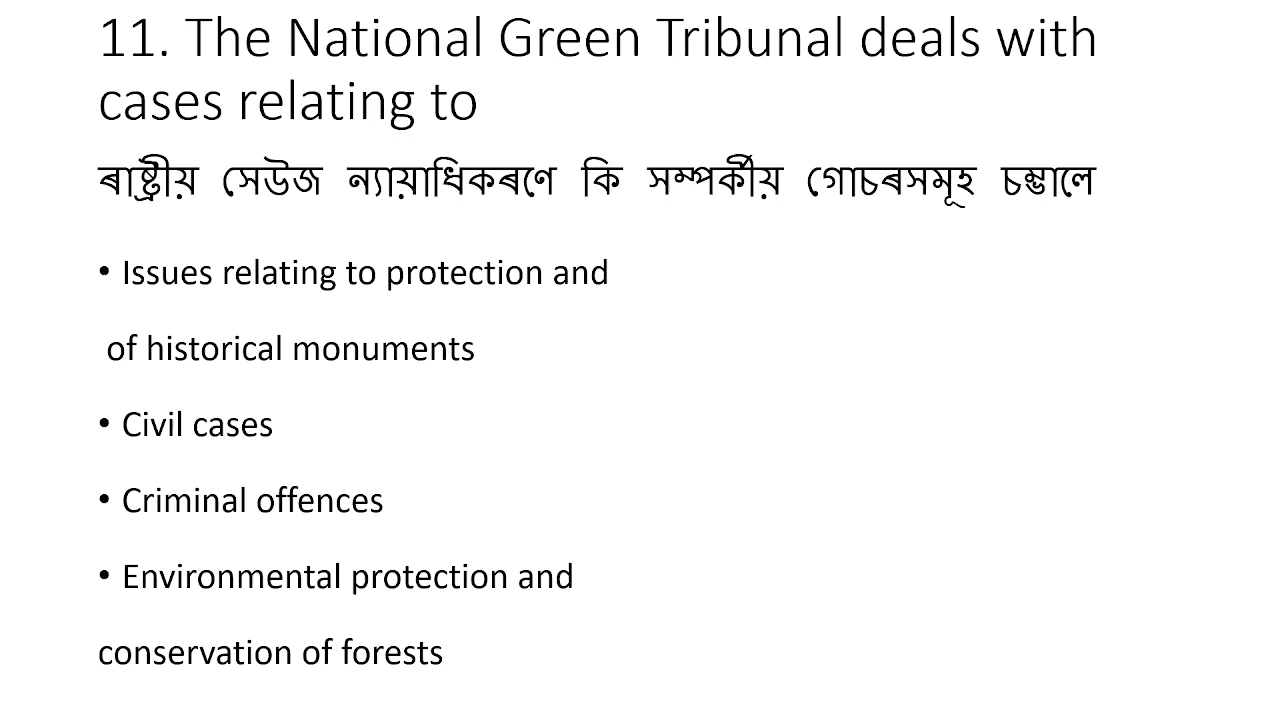 11. The National Green Tribunal deals with
cases relating to
ৰাষ্ট্ৰীয় সেউজ ন্যায়াধিকৰণে কি সম্পৰ্কীয় গোচৰসমূহ চম্ভালে
• Issues relating to protection and
of historical monuments
• Civil cases
• Criminal offences
• Environmental protection and
conservation of forests